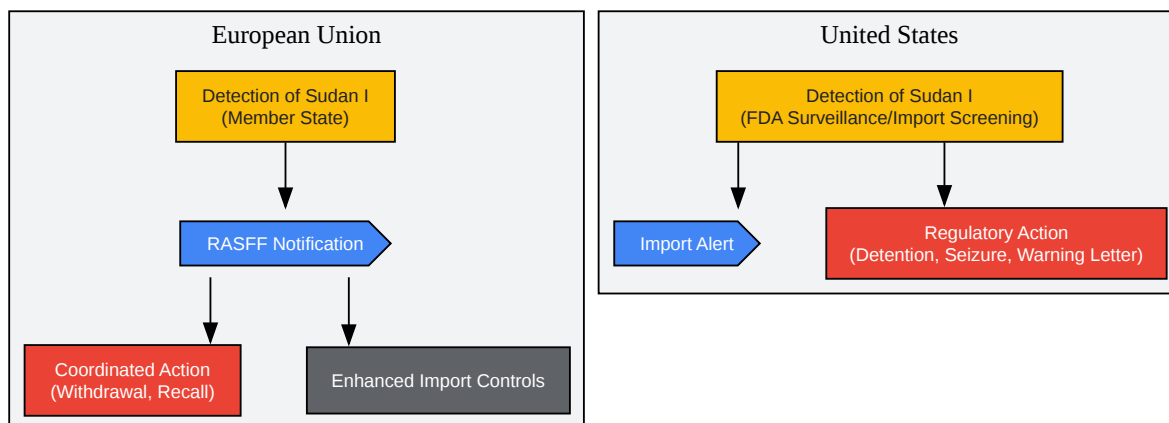 European Union
Detection of Sudan I
(Member State)
RASFF Notification
Coordinated Action
(Withdrawal, Recall)
Enhanced Import Controls
United States
Detection of Sudan I
(FDA Surveillance/Import Screening)
Import Alert
Regulatory Action
(Detention, Seizure, Warning Letter)